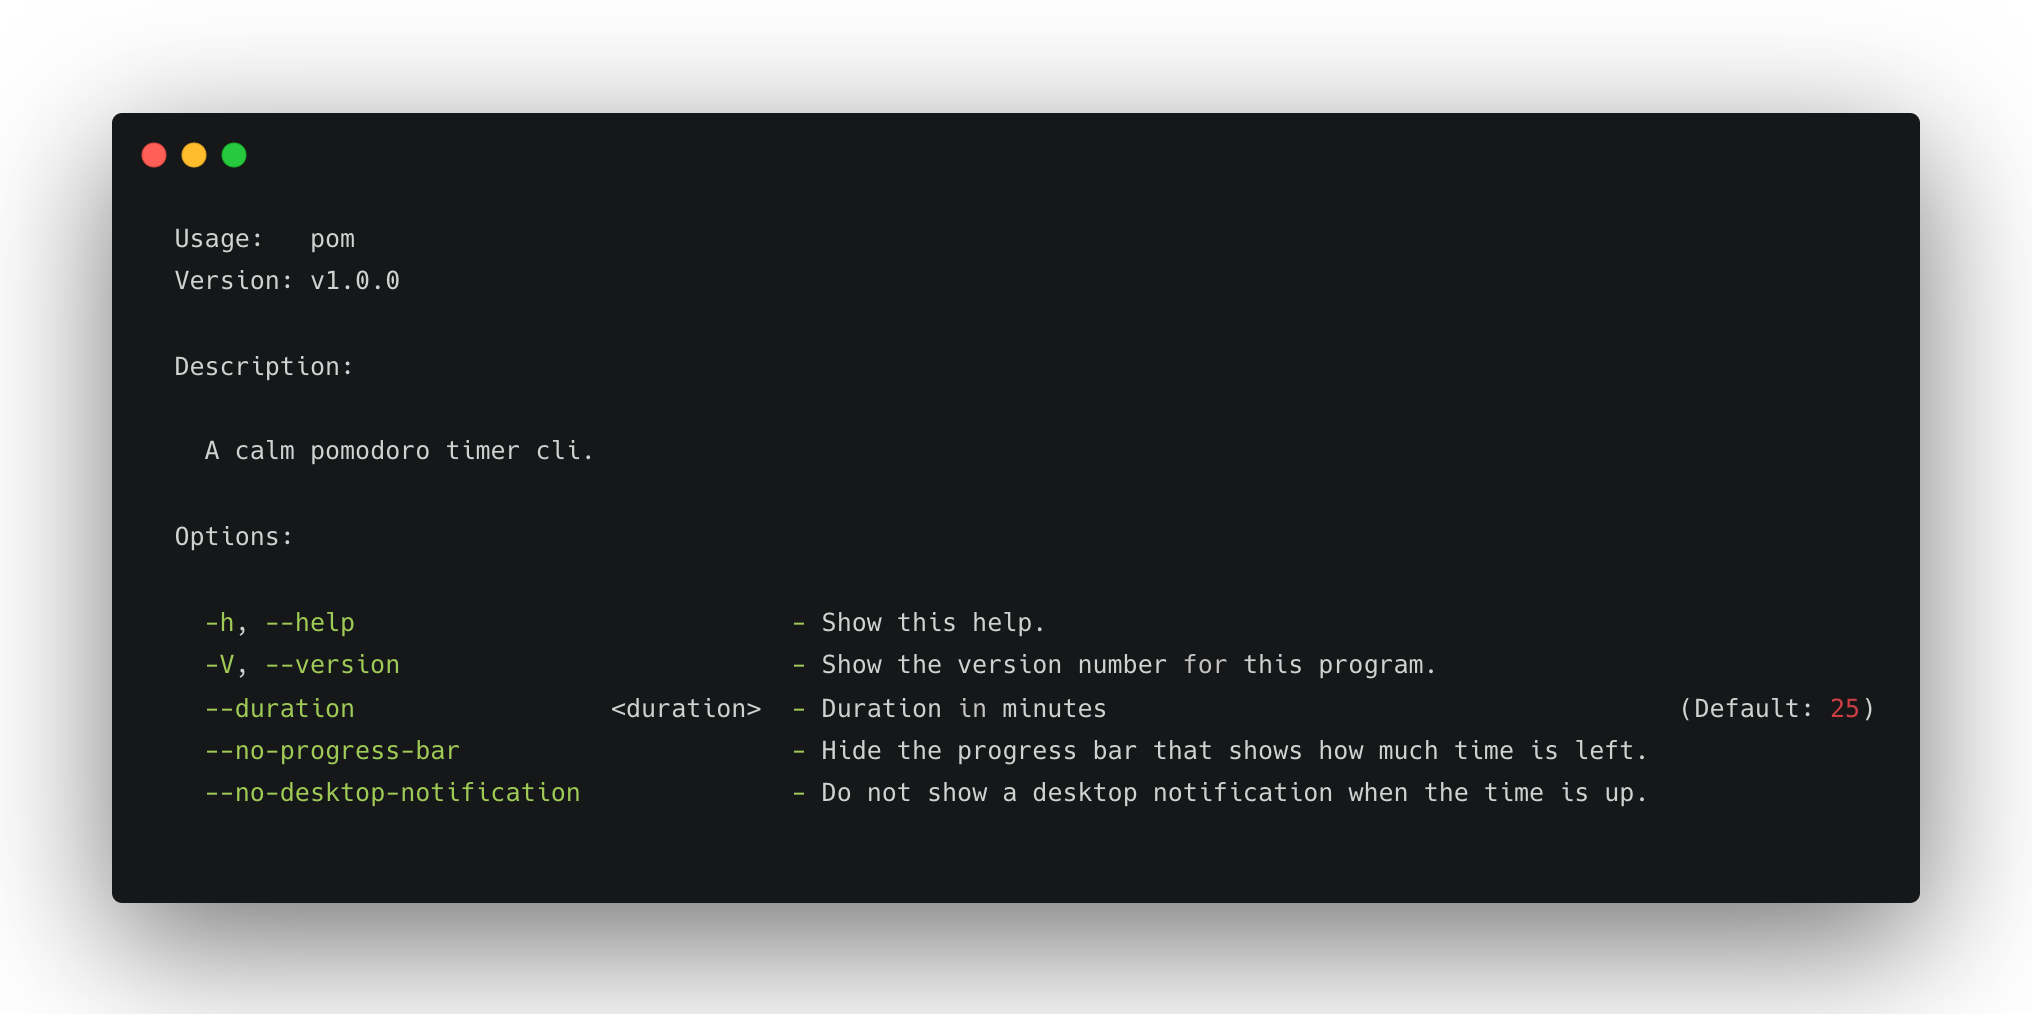 Usage:   pom
Version: v1.0.0
Description:
A calm pomodoro timer cli.
Options:
-h, --help - Show this help.
-V, --version - Show the version number for this program.
--duration <duration> - Duration in minutes (Default: 25)
--no-progress-bar - Hide the progress bar that shows how much time is left.
--no-desktop-notification - Do not show a desktop notification when the time is up.